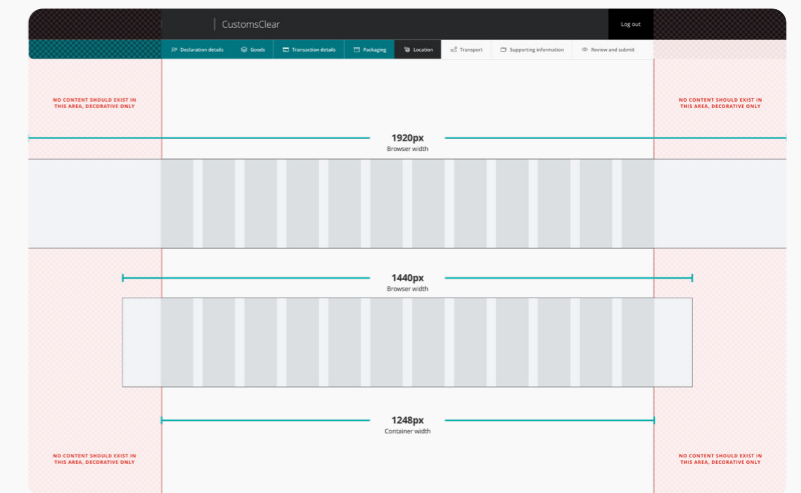 CustomsClear
Log out
Declaration details
Goods
Transaction details
Packaging
Location
Transport
Supporting information
Review and submit
NO CONTENT SHOULD EXIST IN
THIS AREA, DECORATIVE ONLY
NO CONTENT SHOULD EXIST IN
THIS AREA, DECORATIVE ONLY
1920px
Browser width
1440px
Browser width
1248px
Container width
NO CONTENT SHOULD EXIST IN
THIS AREA, DECORATIVE ONLY
NO CONTENT SHOULD EXIST IN
THIS AREA, DECORATIVE ONLY